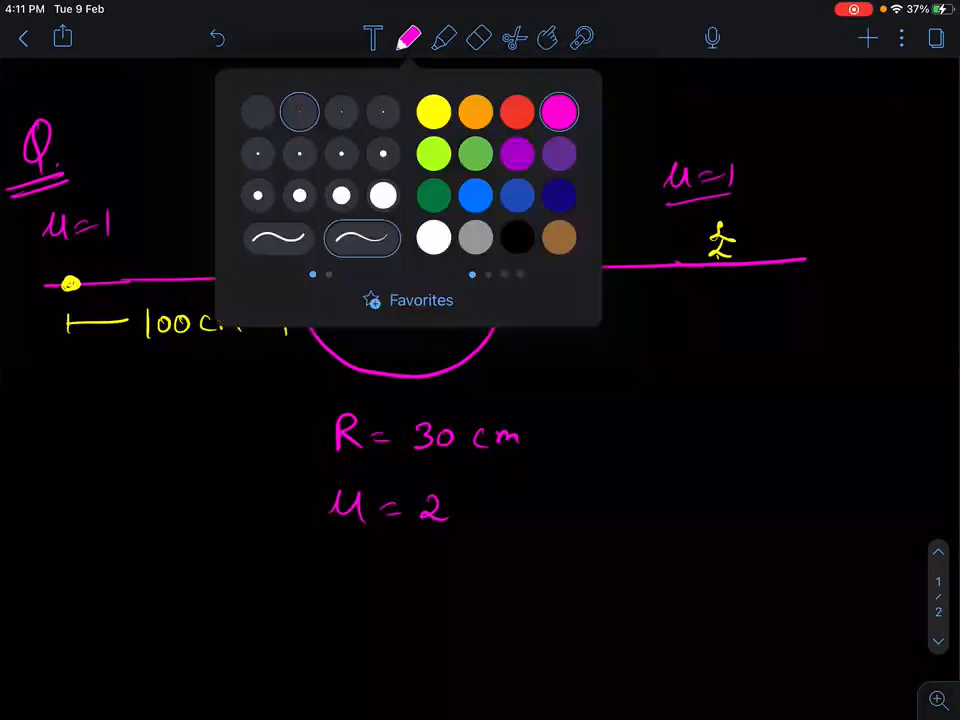 4:11 PM Tue 9 Feb
37%
T
Q.
μ=1
μ=1
Favorites
100 c
R = 30 cm
μ = 2
1
/
2